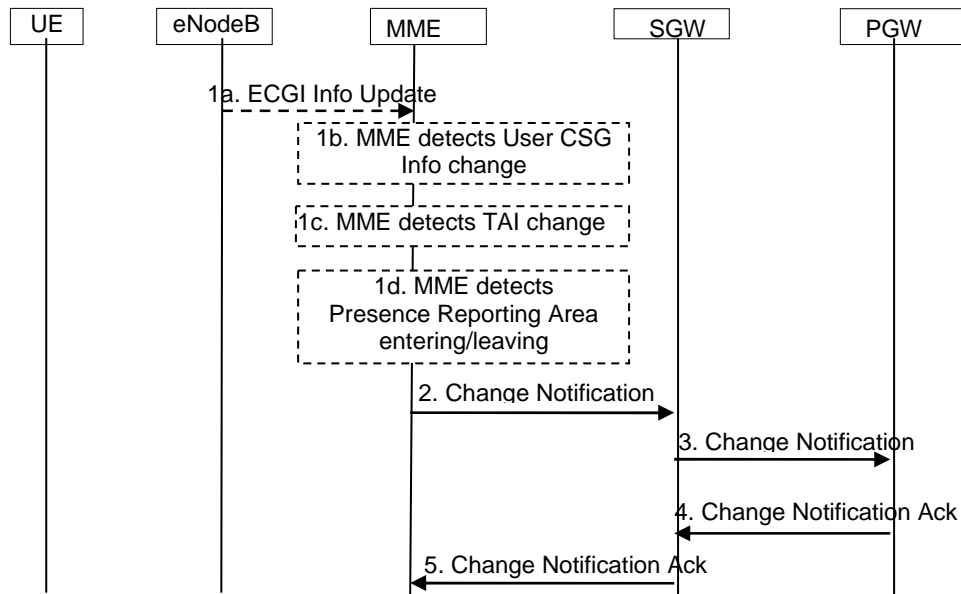 UE
eNodeB
MME
SGW
PGW
1a. ECGI Info Update
1b. MME detects User CSG
Info change
1c. MME detects TAI change
1d. MME detects
Presence Reporting Area
entering/leaving
2. Change Notification
3. Change Notification
4. Change Notification Ack
5. Change Notification Ack